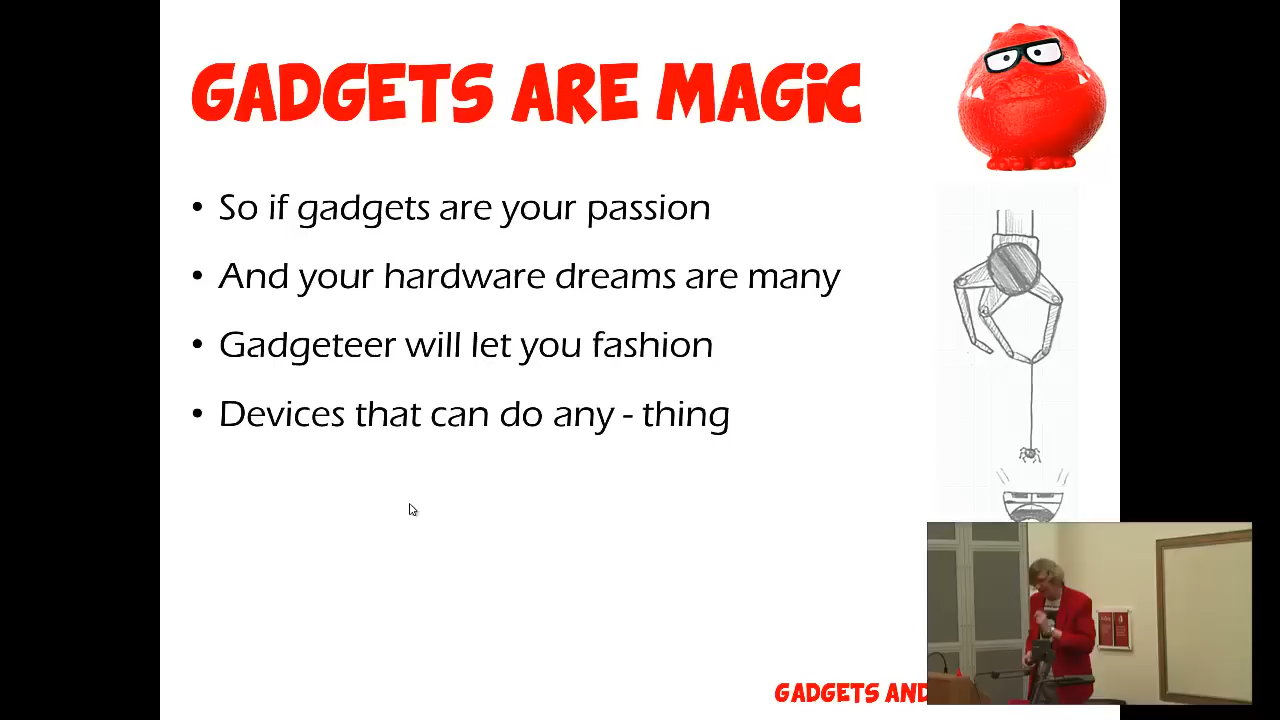 GADGETS ARE MAGiC
• So if gadgets are your passion
• And your hardware dreams are many
• Gadgeteer will let you fashion
• Devices that can do any - thing
GADGETS AND